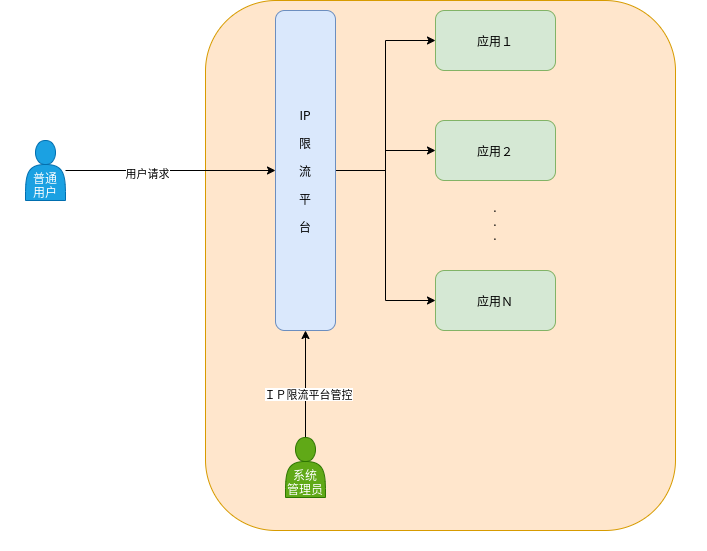 应用１
IP
限
流
平
台
应用２
普通
用户
用户请求
.
.
.
应用Ｎ
ＩＰ限流平台管控
系统
管理员